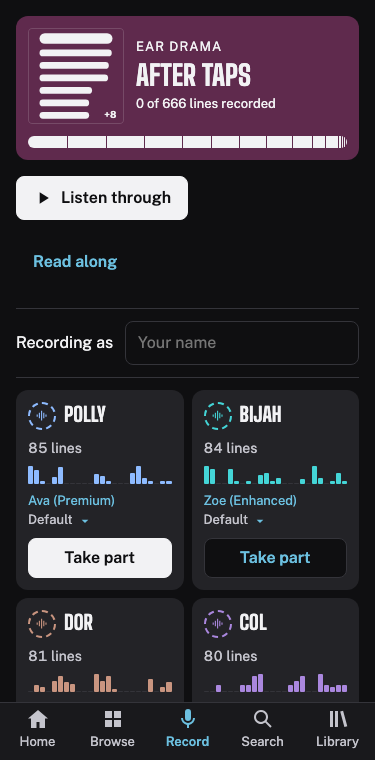 EAR DRAMA
AFTER TAPS
0 of 666 lines recorded
+8
Listen through
Read along
Recording as
Your name
POLLY
85 lines
Ava (Premium)
Default
Take part
BIJAH
84 lines
Zoe (Enhanced)
Default
Take part
DOR
81 lines
COL
80 lines
Home
Browse
Record
Search
Library